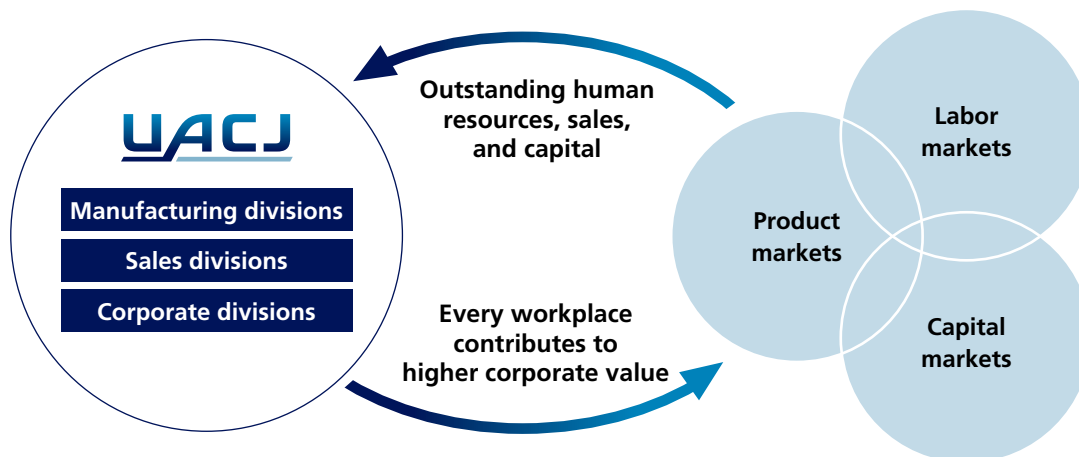 UACJ
Manufacturing divisions
Sales divisions
Corporate divisions
Outstanding human
resources, sales,
and capital
Every workplace
contributes to
higher corporate value
Product
markets
Labor
markets
Capital
markets